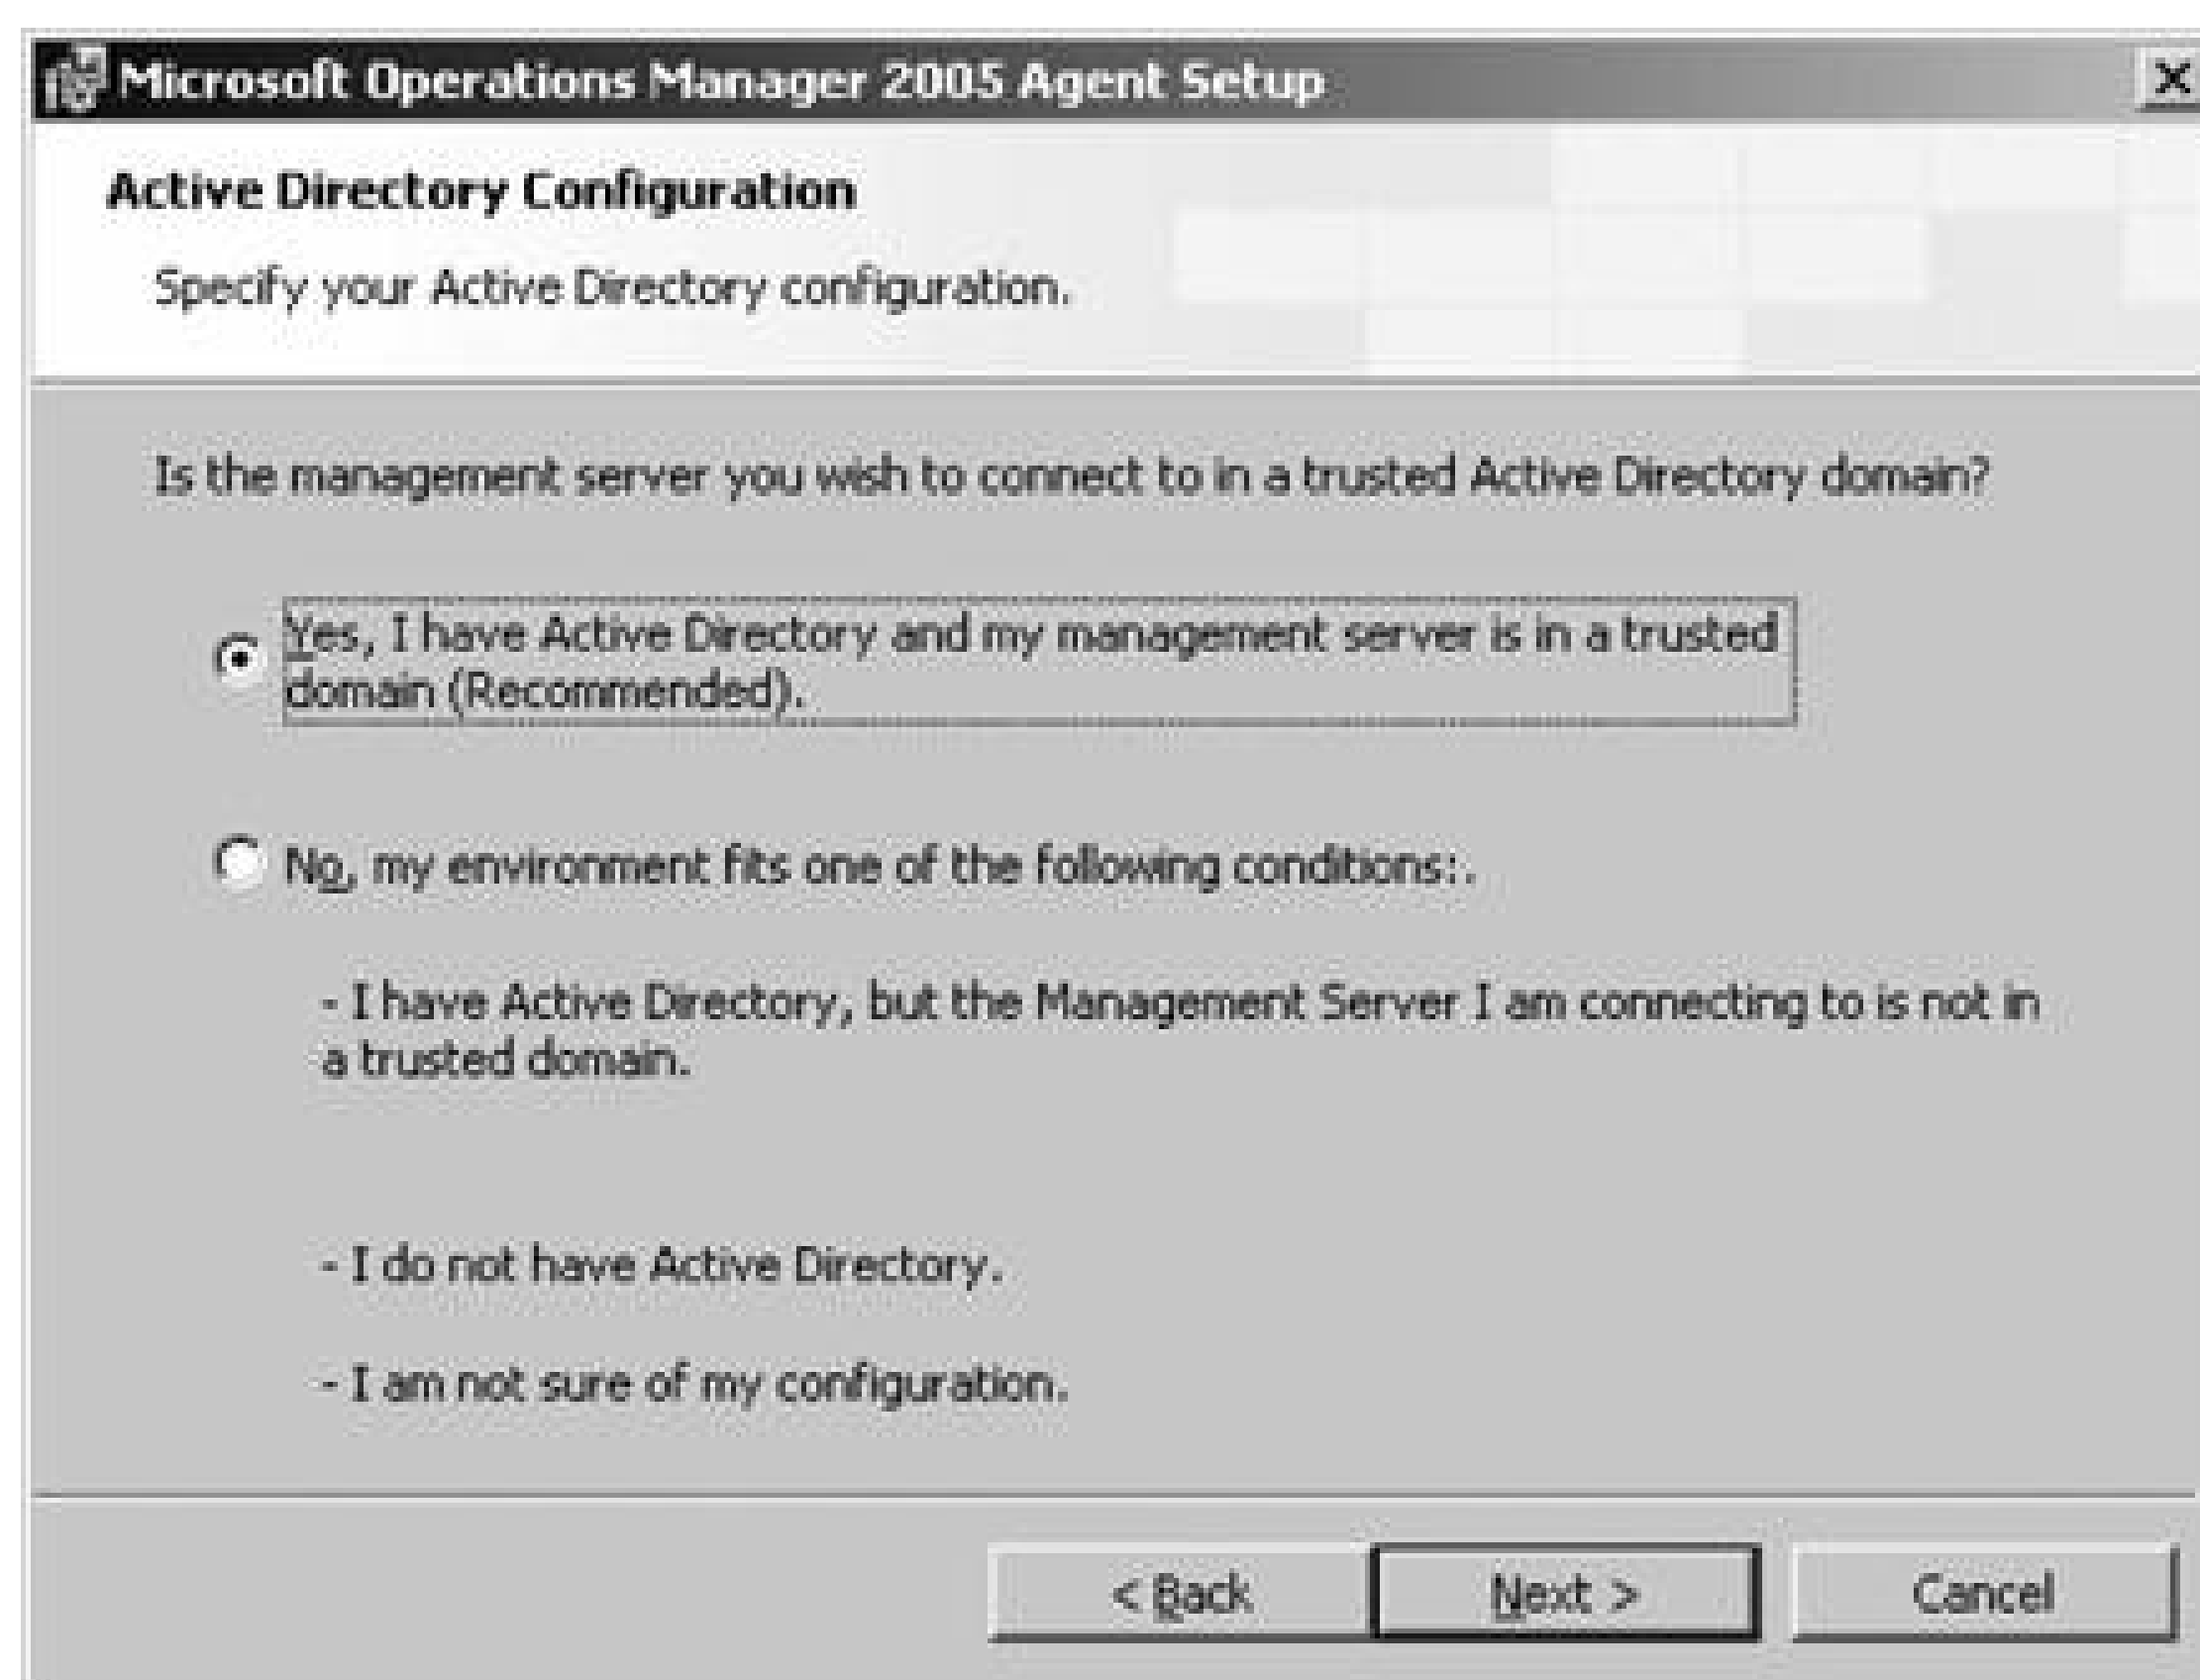 Microsoft Operations Manager 2005 Agent Setup
Active Directory Configuration
Specify your Active Directory configuration.
Is the management server you wish to connect to in a trusted Active Directory domain?
Yes, I have Active Directory and my management server is in a trusted
domain (Recommended).
No, my environment fits one of the following conditions:.
- I have Active Directory, but the Management Server I am connecting to is not in
a trusted domain.
- I do not have Active Directory.
- I am not sure of my configuration.
< Back
Next >
Cancel